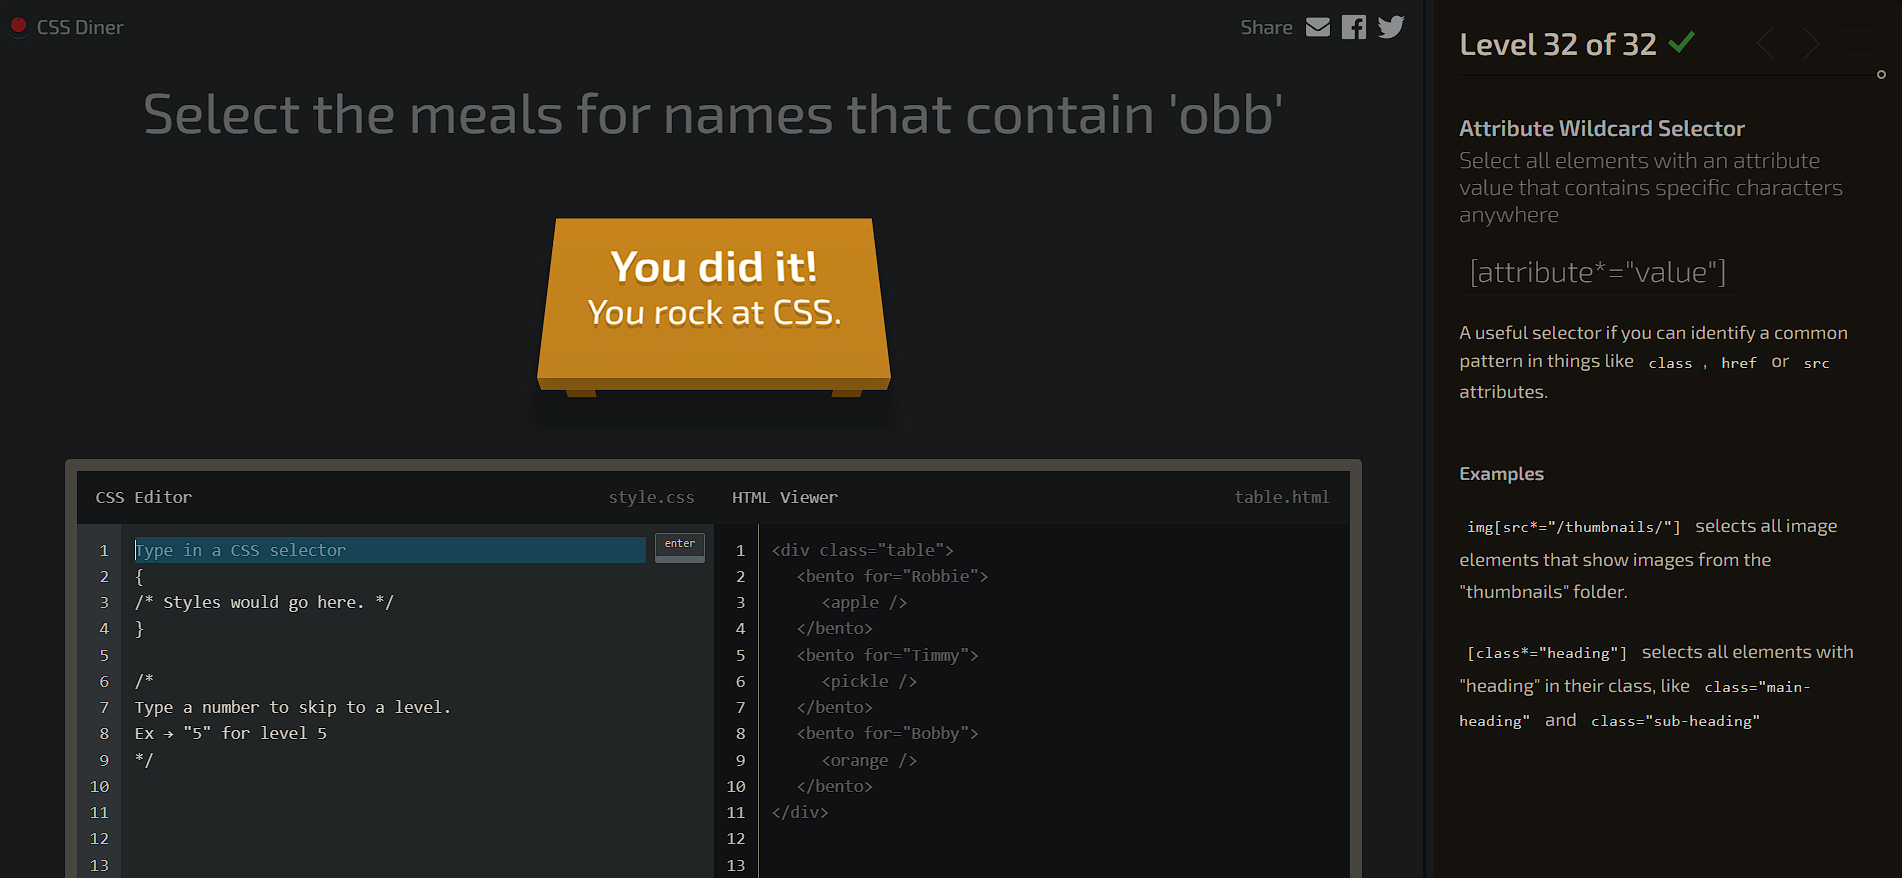 CSS Diner
Share
Select the meals for names that contain 'obb'
You did it!
You rock at CSS.
CSS Editor
style.css
1 Type in a CSS selector
enter
2 {
3 /* Styles would go here. */
4 }
5
6 /*
7 Type a number to skip to a level.
8 Ex → "5" for level 5
9 */
10
11
12
13
HTML Viewer
table.html
1 <div class="table">
2 <bento for="Robbie">
3 <apple />
4 </bento>
5 <bento for="Timmy">
6 <pickle />
7 </bento>
8 <bento for="Bobby">
9 <orange />
10 </bento>
11 </div>
12
13
Level 32 of 32
Attribute Wildcard Selector
Select all elements with an attribute
value that contains specific characters
anywhere
[attribute*="value"]
A useful selector if you can identify a common
pattern in things like class , href or src
attributes.
Examples
img[src*="/thumbnails/"] selects all image
elements that show images from the
"thumbnails" folder.
[class*="heading"] selects all elements with
"heading" in their class, like class="main-
heading" and class="sub-heading"